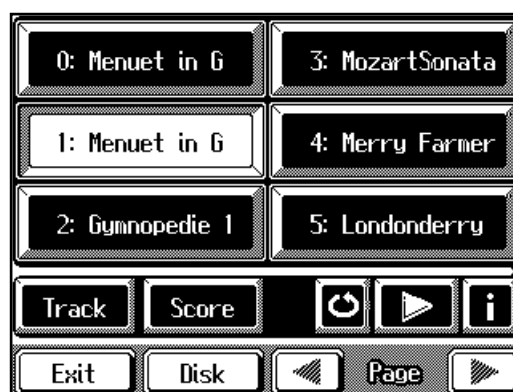 0: Menuet in G
3: MozartSonata
1: Menuet in G
4: Merry Farmer
2: Gymnopedie 1
5: Londonderry
Track
Score
i
Exit
Disk
Page